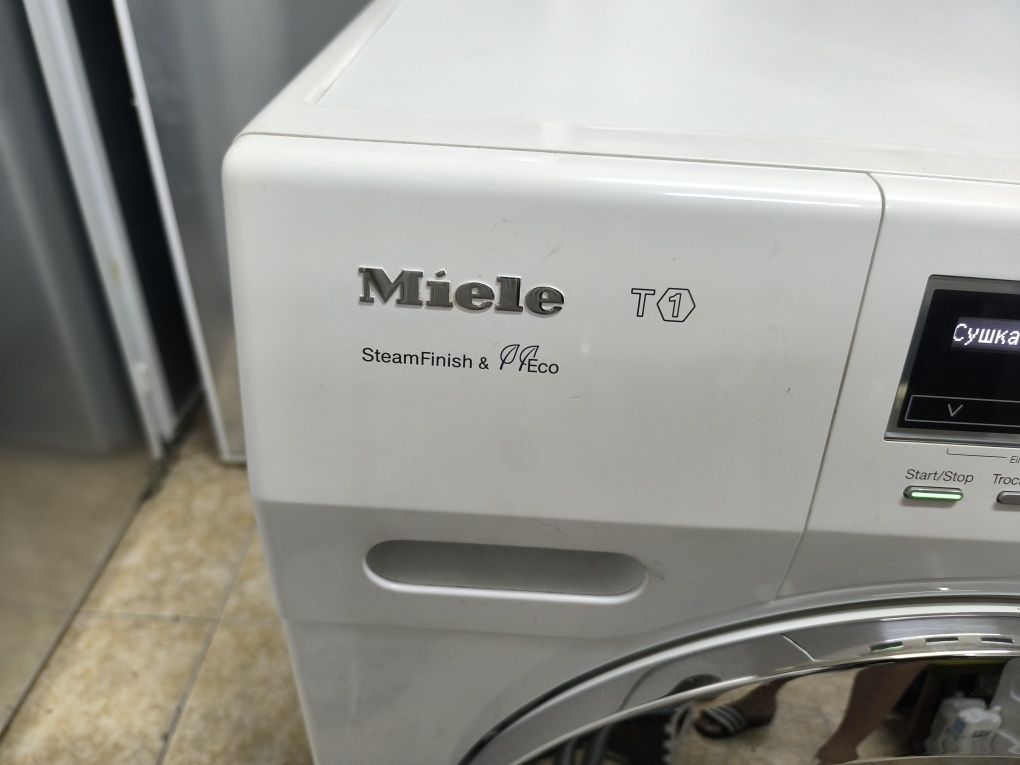 Miele T1
SteamFinish & Eco
Сушка
Start/Stop